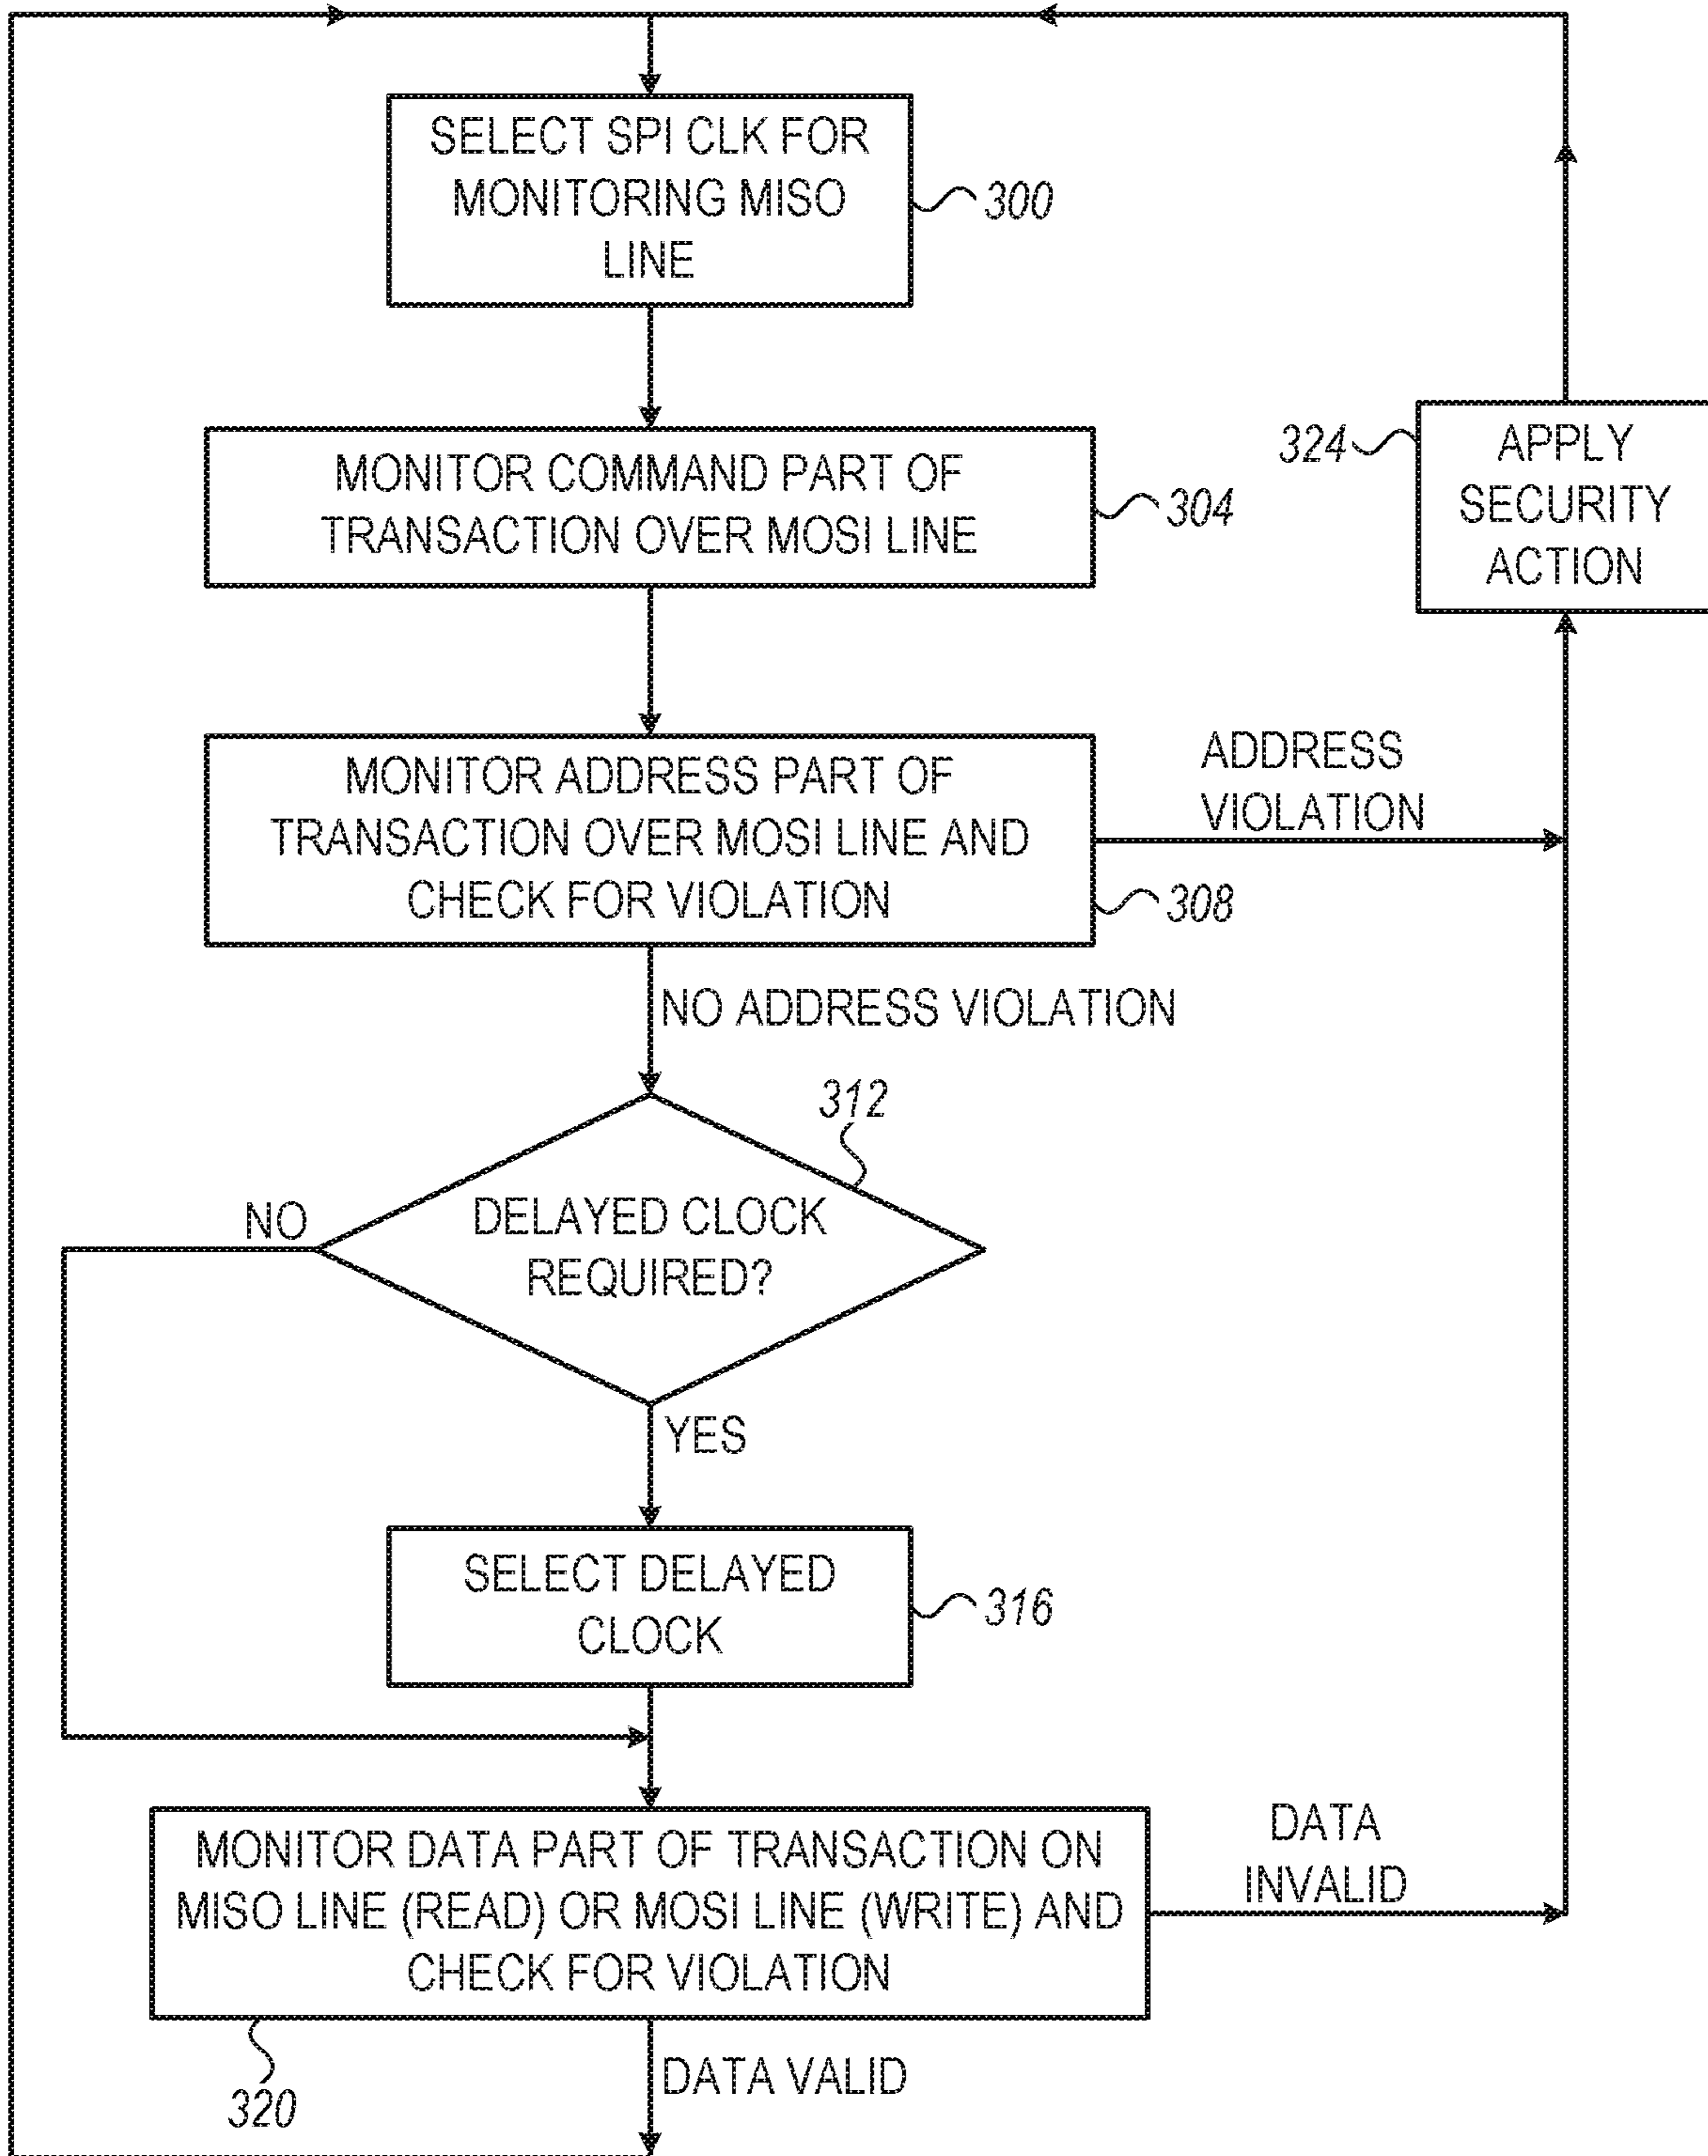 SELECT SPI CLK FOR
MONITORING MISO
LINE
300
MONITOR COMMAND PART OF
TRANSACTION OVER MOSI LINE
304
324
APPLY
SECURITY
ACTION
MONITOR ADDRESS PART OF
TRANSACTION OVER MOSI LINE AND
CHECK FOR VIOLATION
308
ADDRESS
VIOLATION
NO ADDRESS VIOLATION
312
DELAYED CLOCK
REQUIRED?
NO
YES
SELECT DELAYED
CLOCK
316
MONITOR DATA PART OF TRANSACTION ON
MISO LINE (READ) OR MOSI LINE (WRITE) AND
CHECK FOR VIOLATION
DATA
INVALID
320
DATA VALID